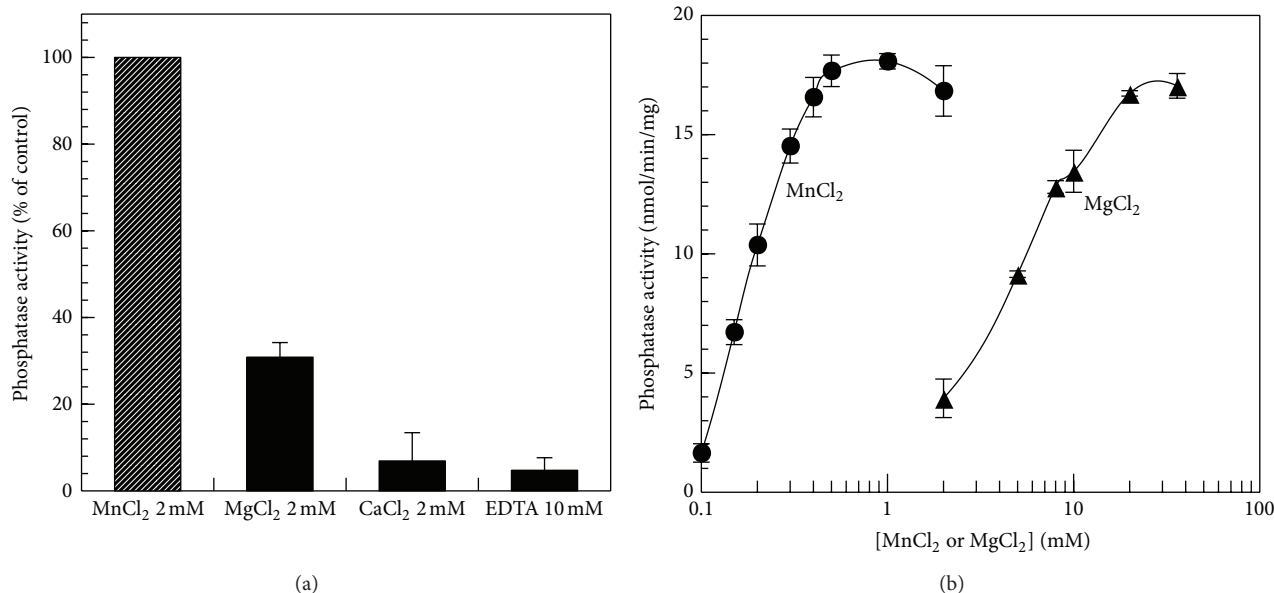 Phosphatase activity (% of control)
100
80
60
40
20
0
MnCl₂ 2 mM MgCl₂ 2 mM CaCl₂ 2 mM EDTA 10 mM
(a)
Phosphatase activity (nmol/min/mg)
20
15
10
5
0
MnCl₂
MgCl₂
0.1 1 10 100
[MnCl₂ or MgCl₂] (mM)
(b)